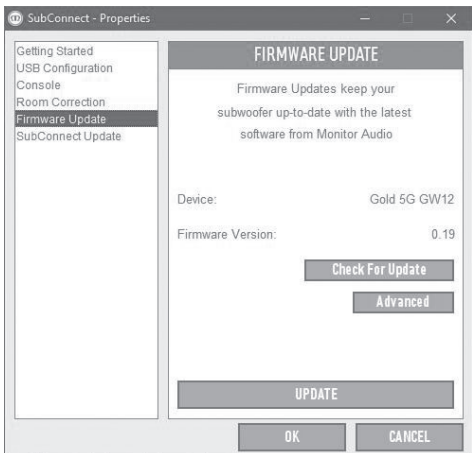 SubConnect - Properties
Getting Started
USB Configuration
Console
Room Correction
Firmware Update
SubConnect Update
FIRMWARE UPDATE
Firmware Updates keep your
subwoofer up-to-date with the latest
software from Monitor Audio
Device: Gold 5G GW12
Firmware Version: 0.19
Check For Update
Advanced
UPDATE
OK CANCEL